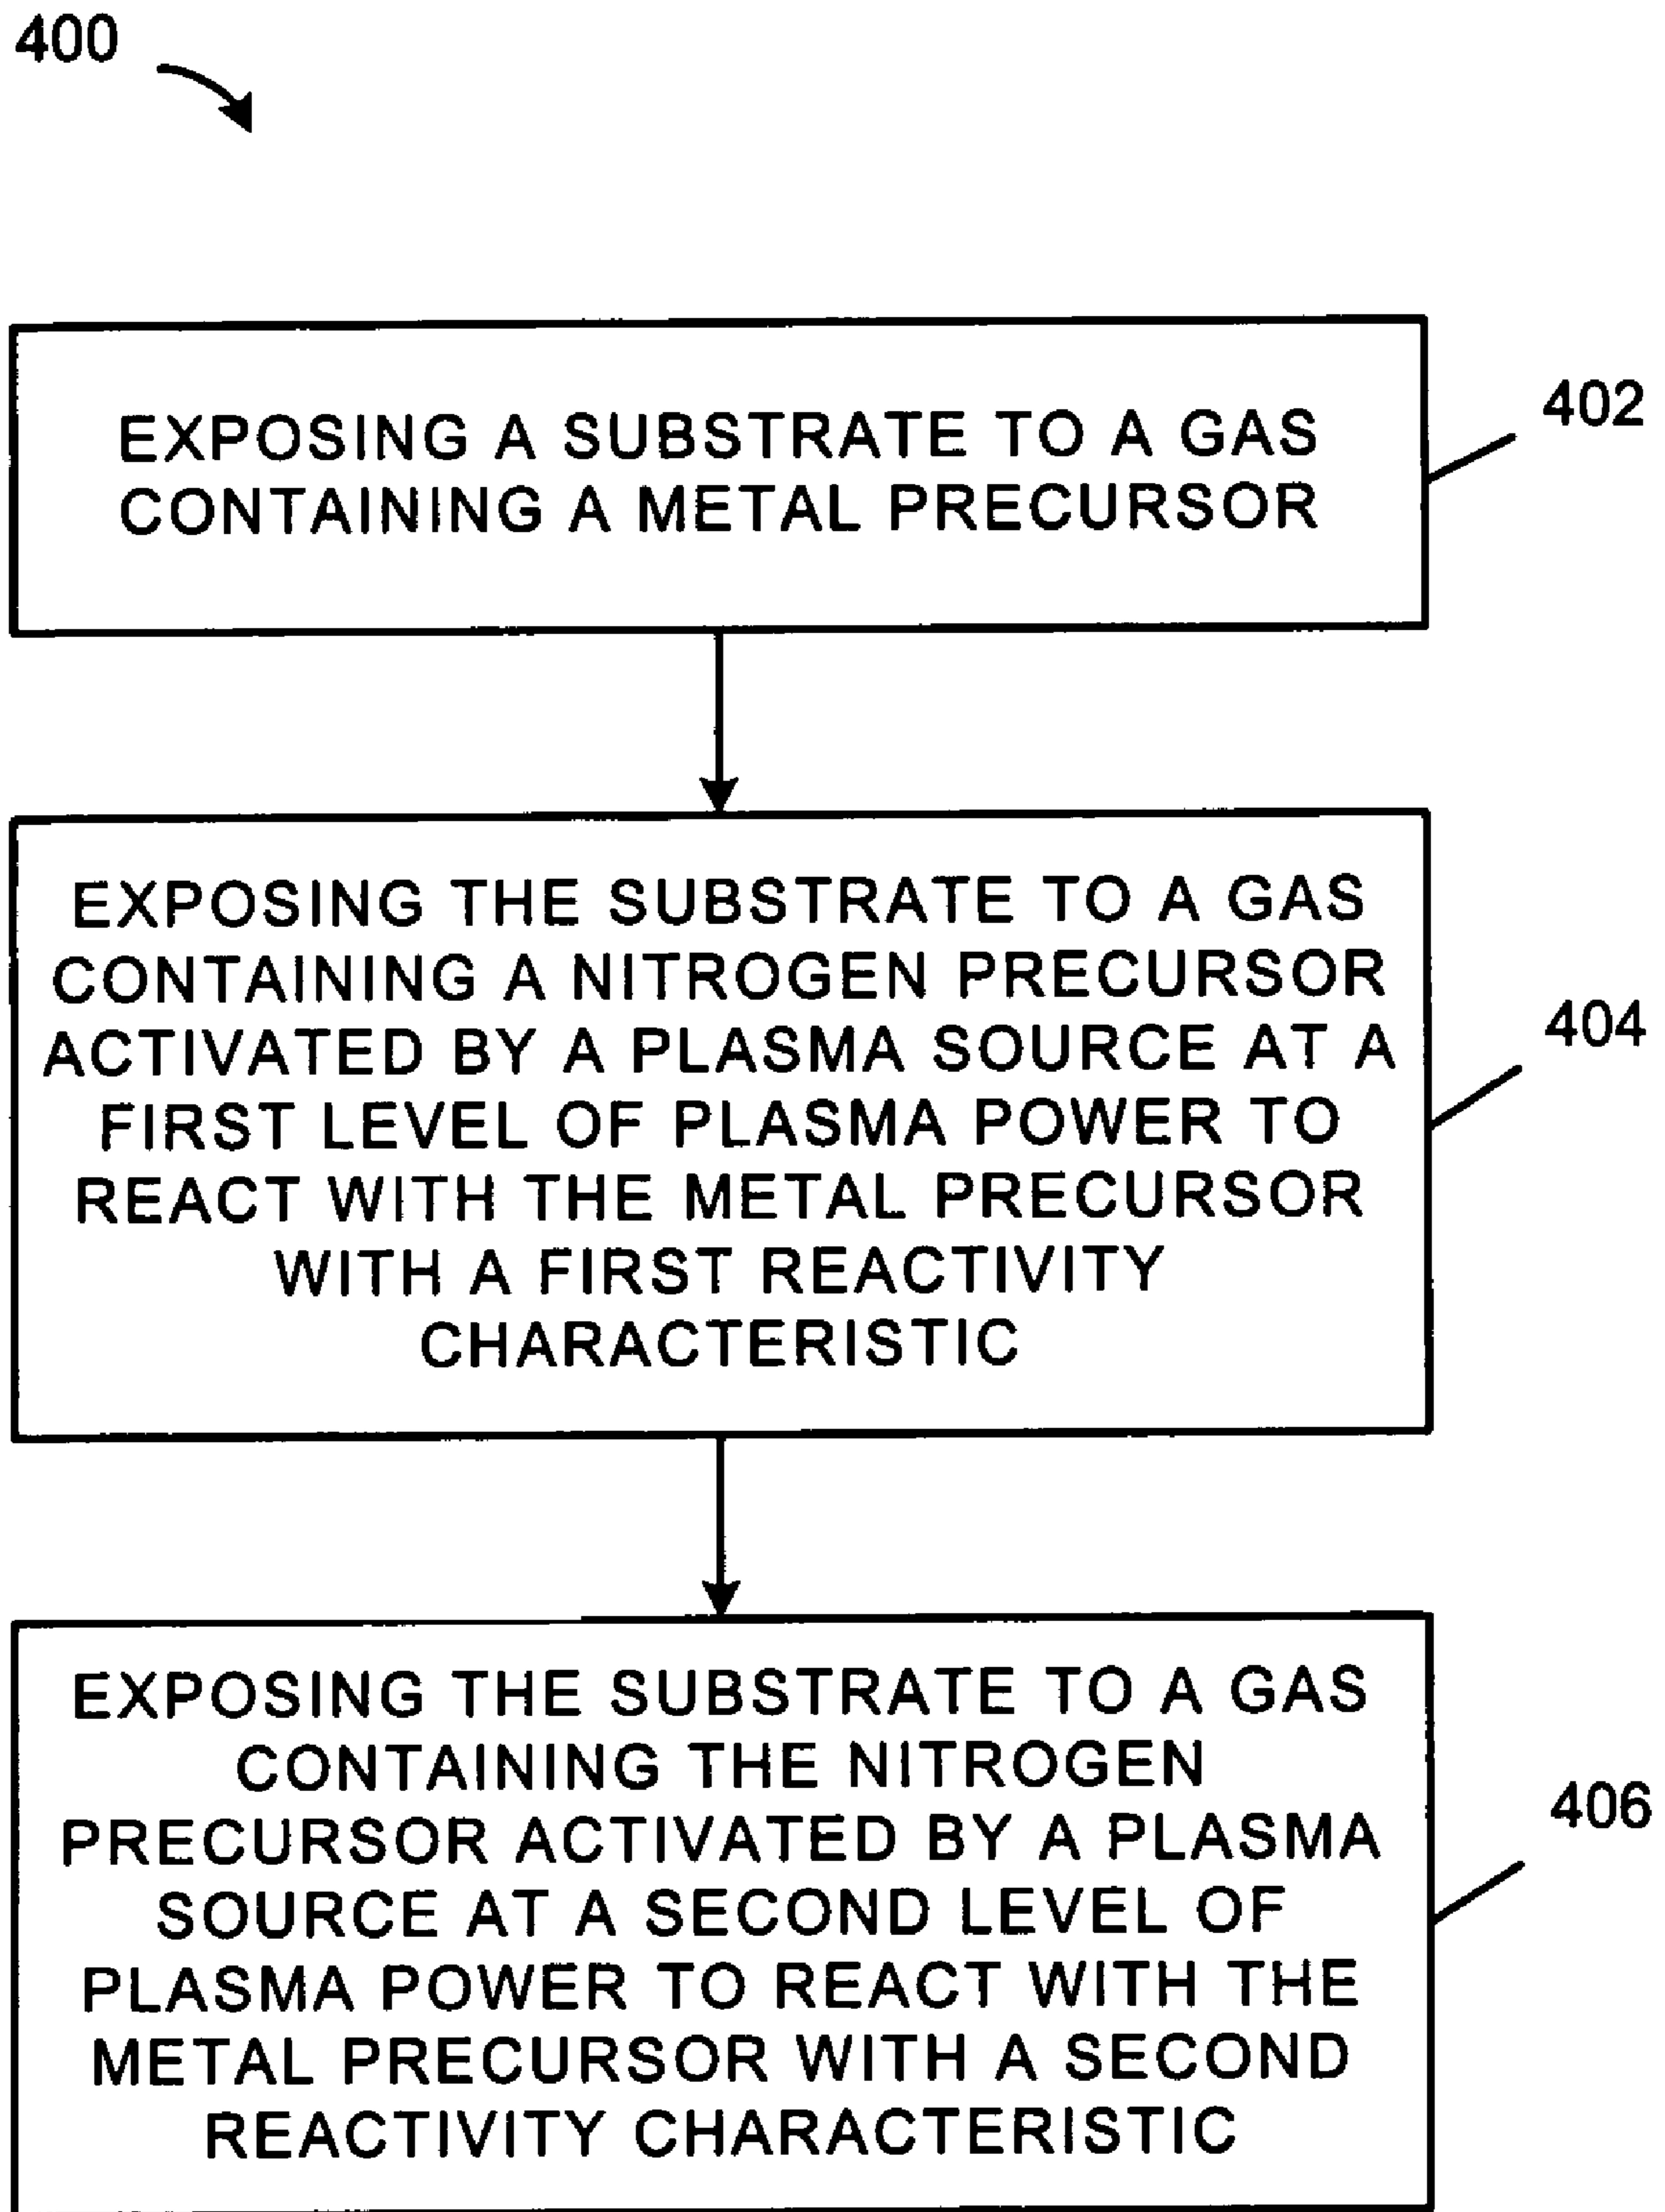 400
EXPOSING A SUBSTRATE TO A GAS
CONTAINING A METAL PRECURSOR
402
EXPOSING THE SUBSTRATE TO A GAS
CONTAINING A NITROGEN PRECURSOR
ACTIVATED BY A PLASMA SOURCE AT A
FIRST LEVEL OF PLASMA POWER TO
REACT WITH THE METAL PRECURSOR
WITH A FIRST REACTIVITY
CHARACTERISTIC
404
EXPOSING THE SUBSTRATE TO A GAS
CONTAINING THE NITROGEN
PRECURSOR ACTIVATED BY A PLASMA
SOURCE AT A SECOND LEVEL OF
PLASMA POWER TO REACT WITH THE
METAL PRECURSOR WITH A SECOND
REACTIVITY CHARACTERISTIC
406